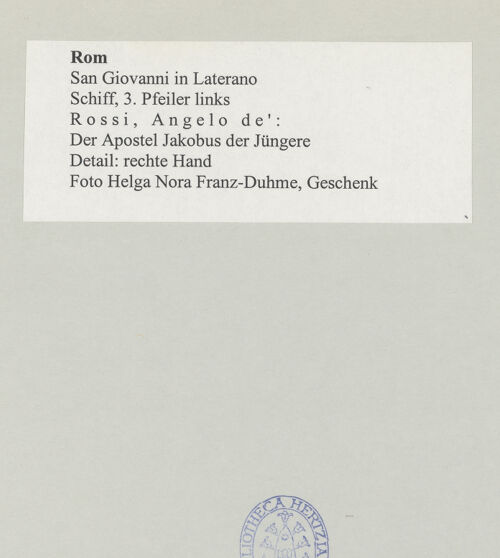 Rom
San Giovanni in Laterano
Schiff, 3. Pfeiler links
Rossi, Angelo de':
Der Apostel Jakobus der Jüngere
Detail: rechte Hand
Foto Helga Nora Franz-Duhme, Geschenk
BIBLIOTHECA HERTZIA